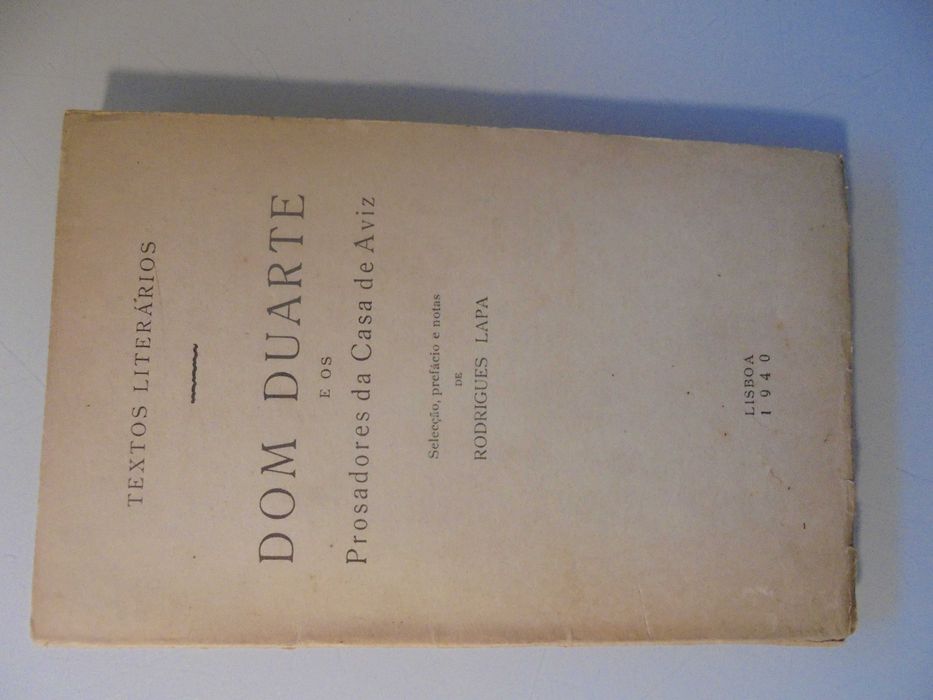 TEXTOS LITERÁRIOS
DOM DUARTE
E OS
Prosadores da Casa de Aviz
Selecção, prefácio e notas
DE
RODRIGUES LAPA
LISBOA
1940